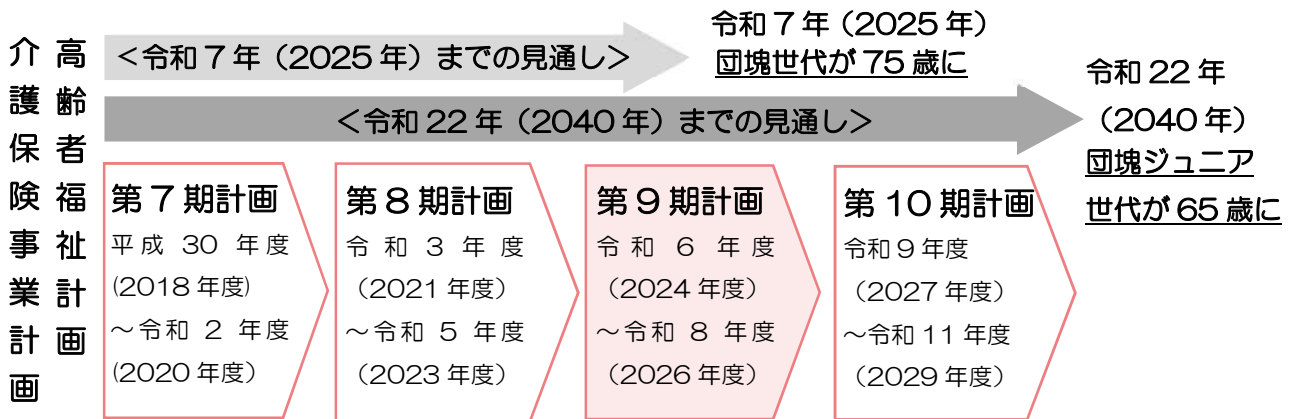 高齢者福祉計画
介護保険事業計画
＜令和７年（2025年）までの見通し＞
令和７年（2025年）
団塊世代が75歳に
＜令和22年（2040年）までの見通し＞
令和22年
（2040年）
団塊ジュニア
世代が65歳に
第７期計画
平成 30 年度
(2018年度)
～令和 2 年度
(2020年度）
第８期計画
令和 3 年度
（2021年度）
～令和 5 年度
（2023年度）
第９期計画
令和 6 年度
（2024年度）
～令和 8 年度
（2026年度）
第10期計画
令和9年度
（2027年度）
～令和11年度
（2029年度）